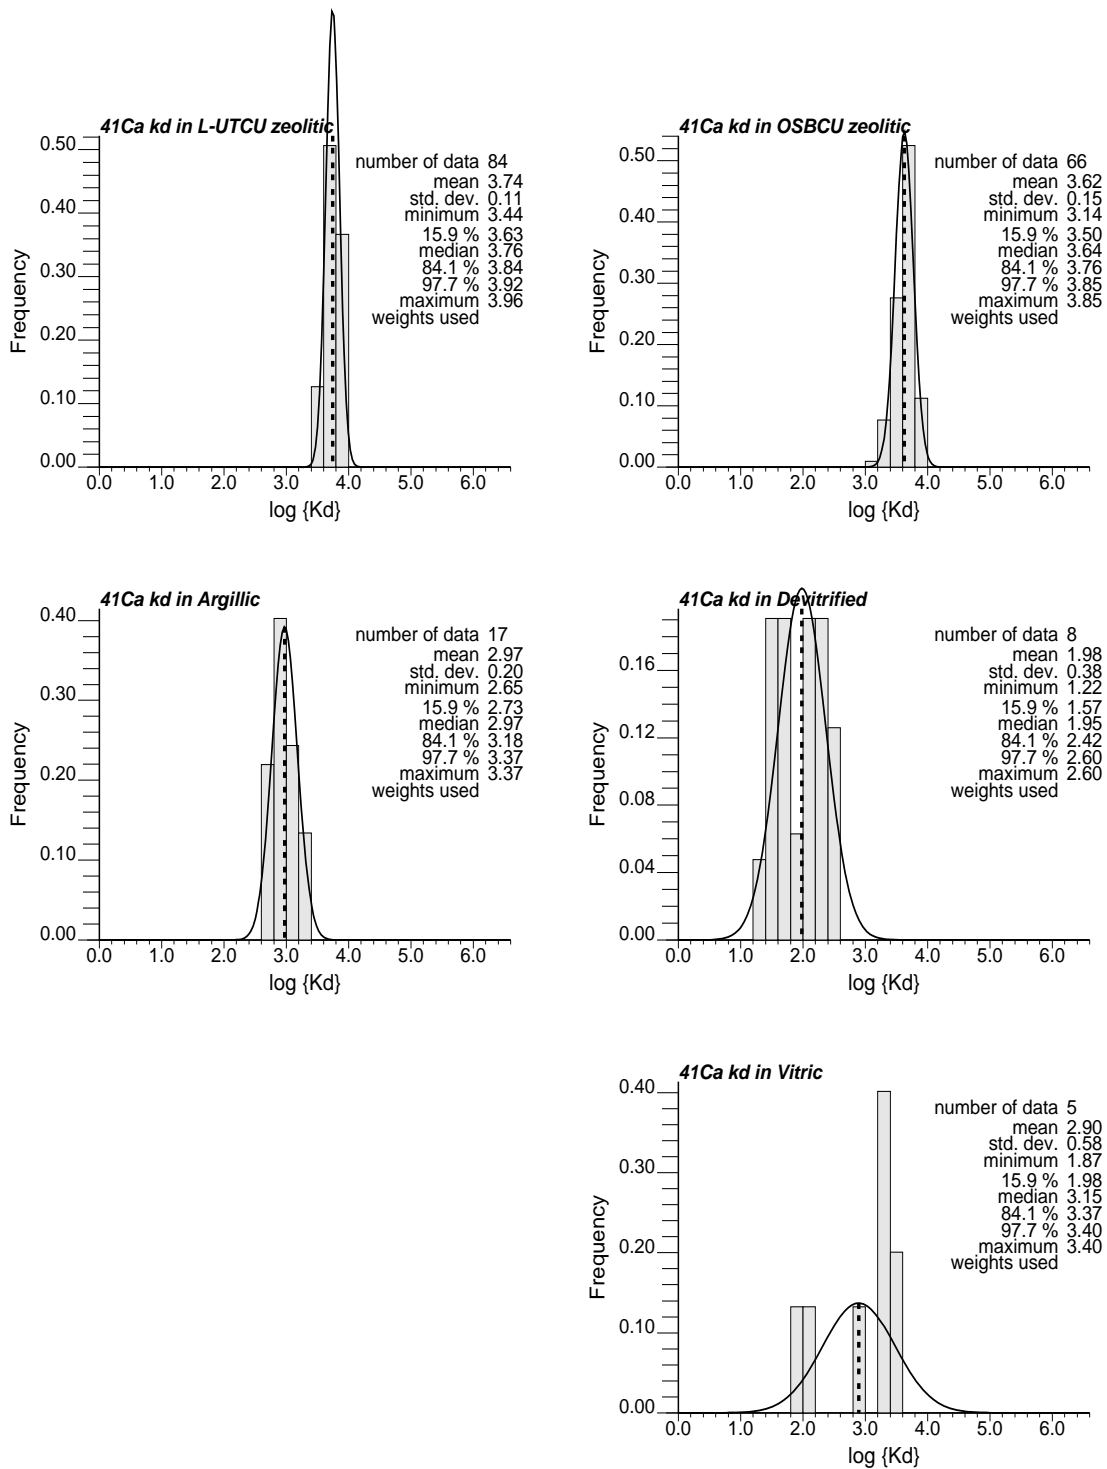 41Ca kd in L-UTCU zeolitic
number of data 84
mean 3.74
std. dev. 0.11
minimum 3.44
15.9 % 3.63
median 3.76
84.1 % 3.84
97.7 % 3.92
maximum 3.96
weights used
Frequency
0.50
0.40
0.30
0.20
0.10
0.00
0.0 1.0 2.0 3.0 4.0 5.0 6.0
log {Kd}
41Ca kd in OSBCU zeolitic
number of data 66
mean 3.62
std. dev. 0.15
minimum 3.14
15.9 % 3.50
median 3.64
84.1 % 3.76
97.7 % 3.85
maximum 3.85
weights used
Frequency
0.50
0.40
0.30
0.20
0.10
0.00
0.0 1.0 2.0 3.0 4.0 5.0 6.0
log {Kd}
41Ca kd in Argillic
number of data 17
mean 2.97
std. dev. 0.20
minimum 2.65
15.9 % 2.73
median 2.97
84.1 % 3.18
97.7 % 3.37
maximum 3.37
weights used
Frequency
0.40
0.30
0.20
0.10
0.00
0.0 1.0 2.0 3.0 4.0 5.0 6.0
log {Kd}
41Ca kd in Devitrified
number of data 8
mean 1.98
std. dev. 0.38
minimum 1.22
15.9 % 1.57
median 1.95
84.1 % 2.42
97.7 % 2.60
maximum 2.60
weights used
Frequency
0.16
0.12
0.08
0.04
0.00
0.0 1.0 2.0 3.0 4.0 5.0 6.0
log {Kd}
41Ca kd in Vitric
number of data 5
mean 2.90
std. dev. 0.58
minimum 1.87
15.9 % 1.98
median 3.15
84.1 % 3.37
97.7 % 3.40
maximum 3.40
weights used
Frequency
0.40
0.30
0.20
0.10
0.00
0.0 1.0 2.0 3.0 4.0 5.0 6.0
log {Kd}